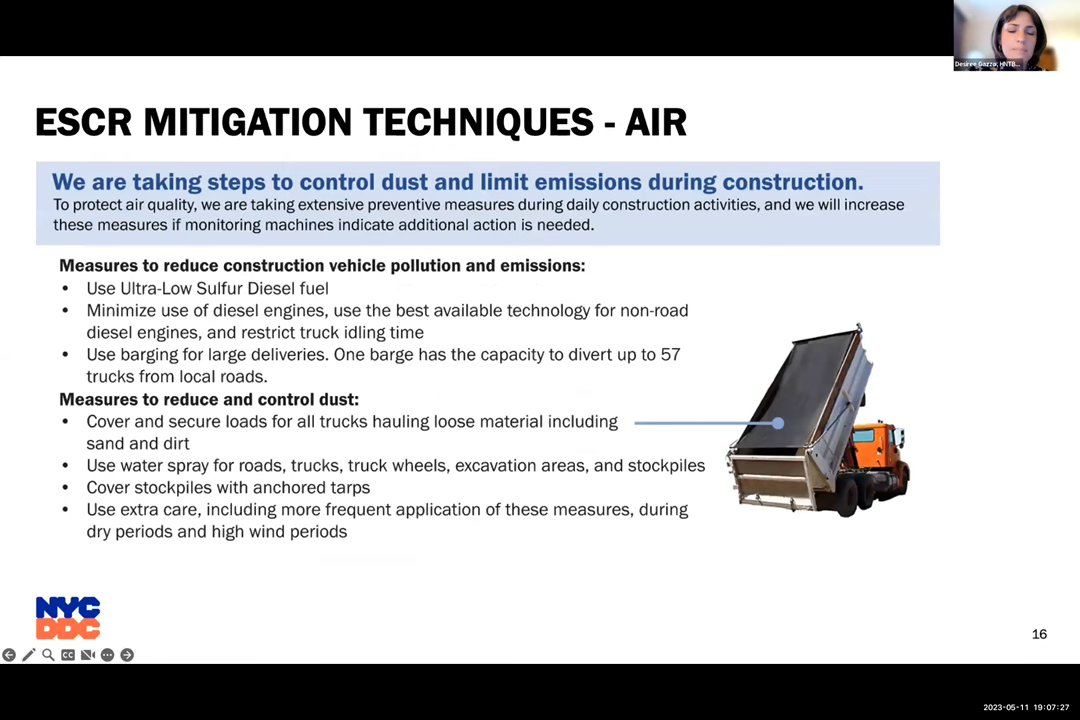 Desiree Gazzo, HNTB...
ESCR MITIGATION TECHNIQUES - AIR
We are taking steps to control dust and limit emissions during construction.
To protect air quality, we are taking extensive preventive measures during daily construction activities, and we will increase
these measures if monitoring machines indicate additional action is needed.
Measures to reduce construction vehicle pollution and emissions:
• Use Ultra-Low Sulfur Diesel fuel
• Minimize use of diesel engines, use the best available technology for non-road
diesel engines, and restrict truck idling time
• Use barging for large deliveries. One barge has the capacity to divert up to 57
trucks from local roads.
Measures to reduce and control dust:
• Cover and secure loads for all trucks hauling loose material including
sand and dirt
• Use water spray for roads, trucks, truck wheels, excavation areas, and stockpiles
• Cover stockpiles with anchored tarps
• Use extra care, including more frequent application of these measures, during
dry periods and high wind periods
NYC
DDC
16
CC
2023-05-11 19:07:27